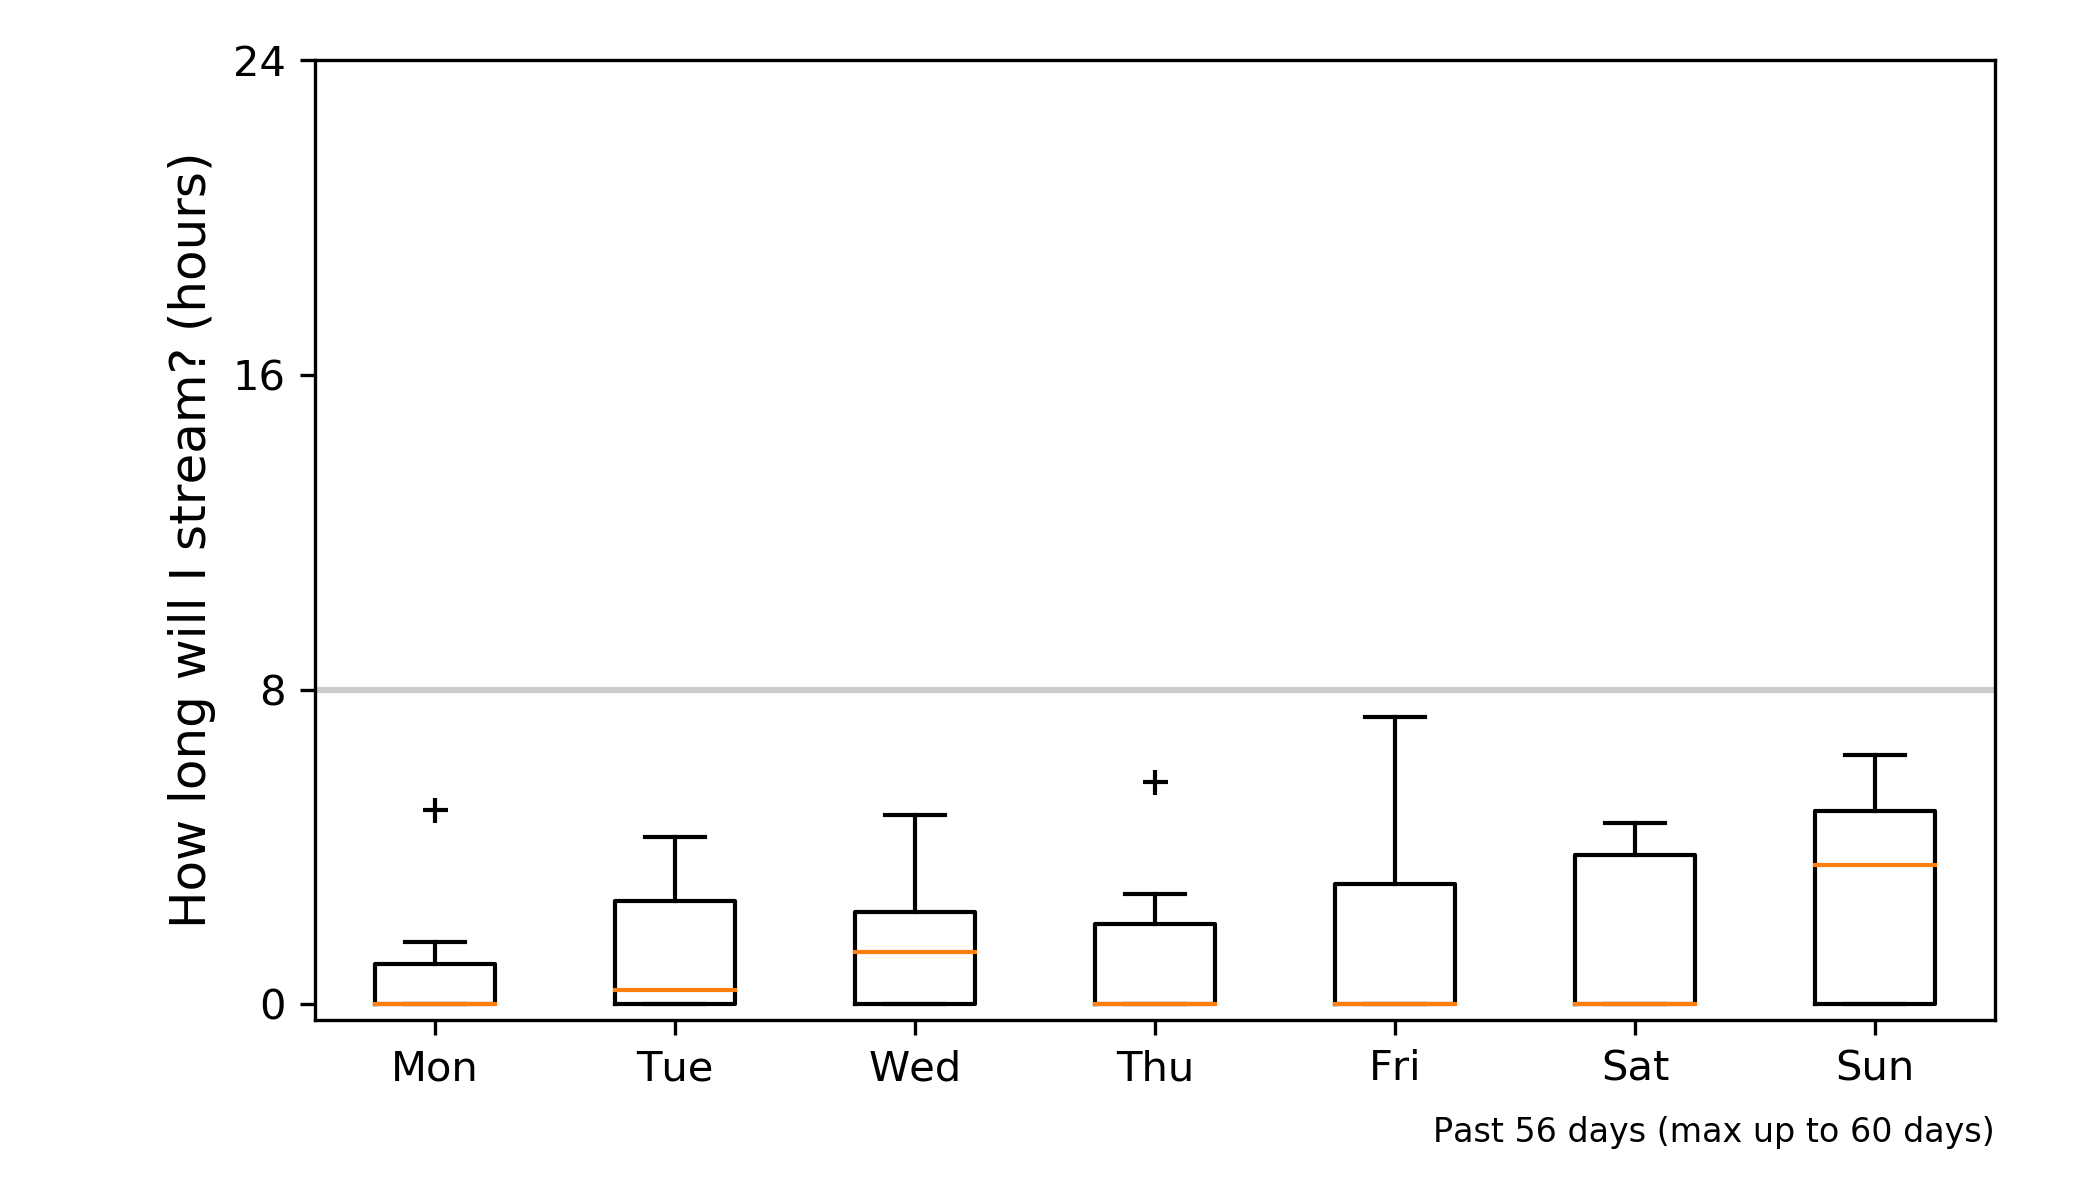 How long will I stream? (hours)
24
16
8
0
Mon Tue Wed Thu Fri Sat Sun
Past 56 days (max up to 60 days)